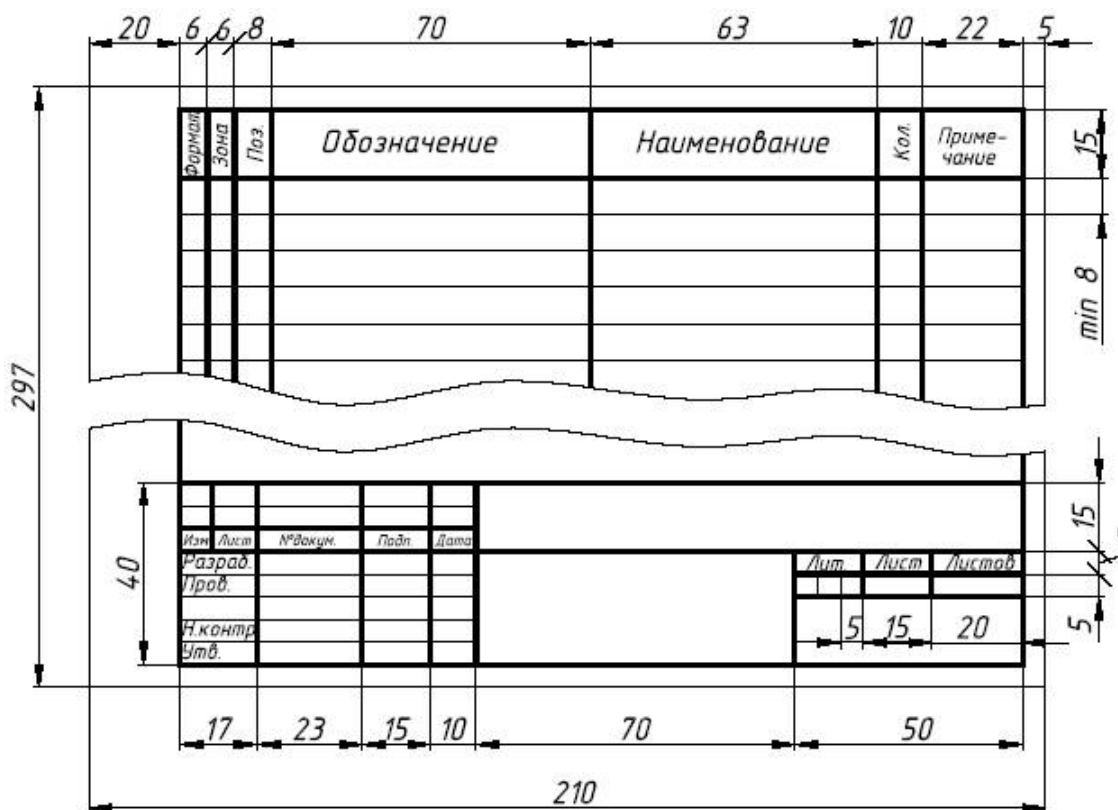 20 6 6 8 70 63 10 22 5
Формат
Зона
Поз.
Обозначение
Наименование
Кол.
Приме-
чание
15
min 8
297
40
15
5
5
Изм Лист №докум. Подп. Дата
Разраб.
Пров.
Н.контр
Утв.
Лит. Лист Листов
5 15 20
17 23 15 10 70 50
210